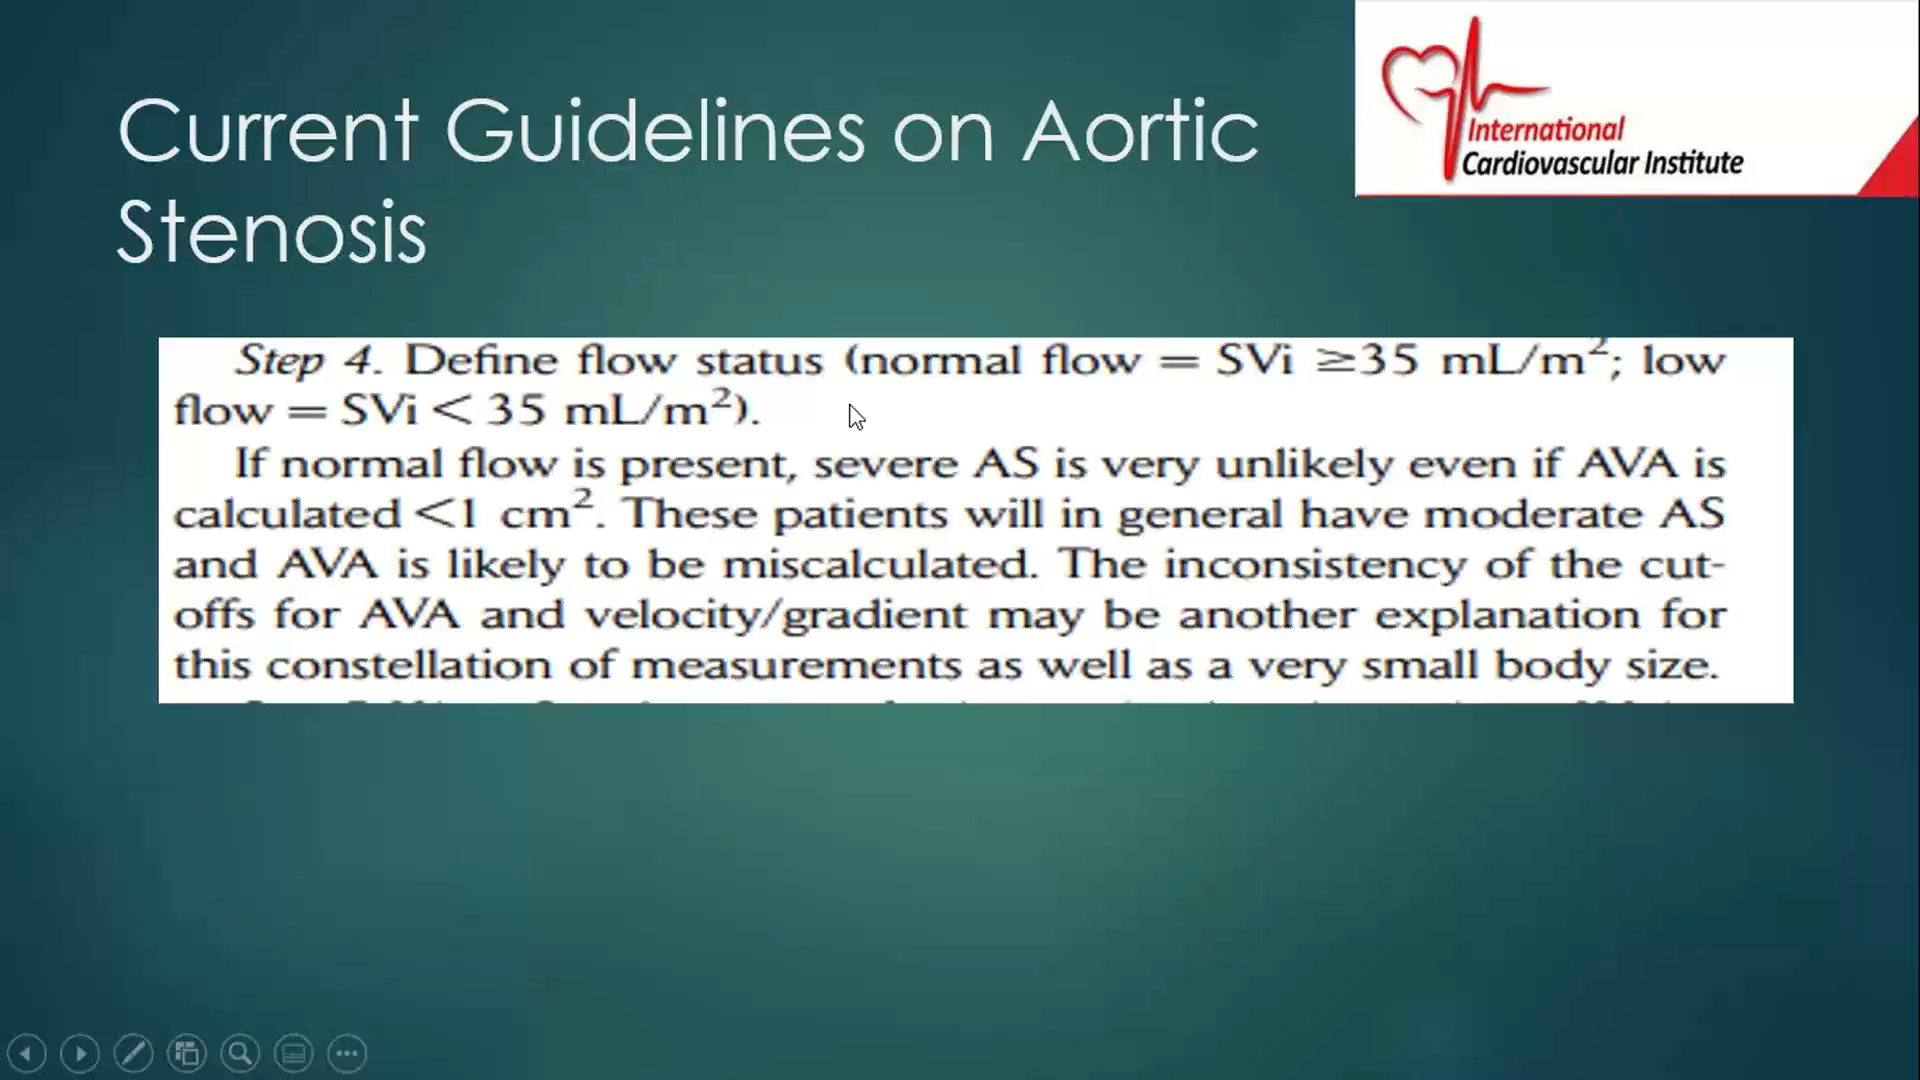 Current Guidelines on Aortic
Stenosis
International
Cardiovascular Institute
Step 4. Define flow status (normal flow = SVi ≥35 mL/m²; low
flow = SVi < 35 mL/m²).
If normal flow is present, severe AS is very unlikely even if AVA is
calculated <1 cm². These patients will in general have moderate AS
and AVA is likely to be miscalculated. The inconsistency of the cut-
offs for AVA and velocity/gradient may be another explanation for
this constellation of measurements as well as a very small body size.